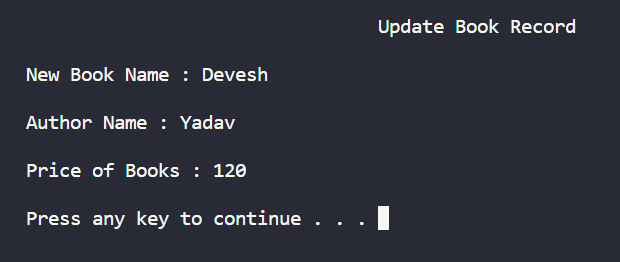 Update Book Record
New Book Name : Devesh
Author Name : Yadav
Price of Books : 120
Press any key to continue . . .